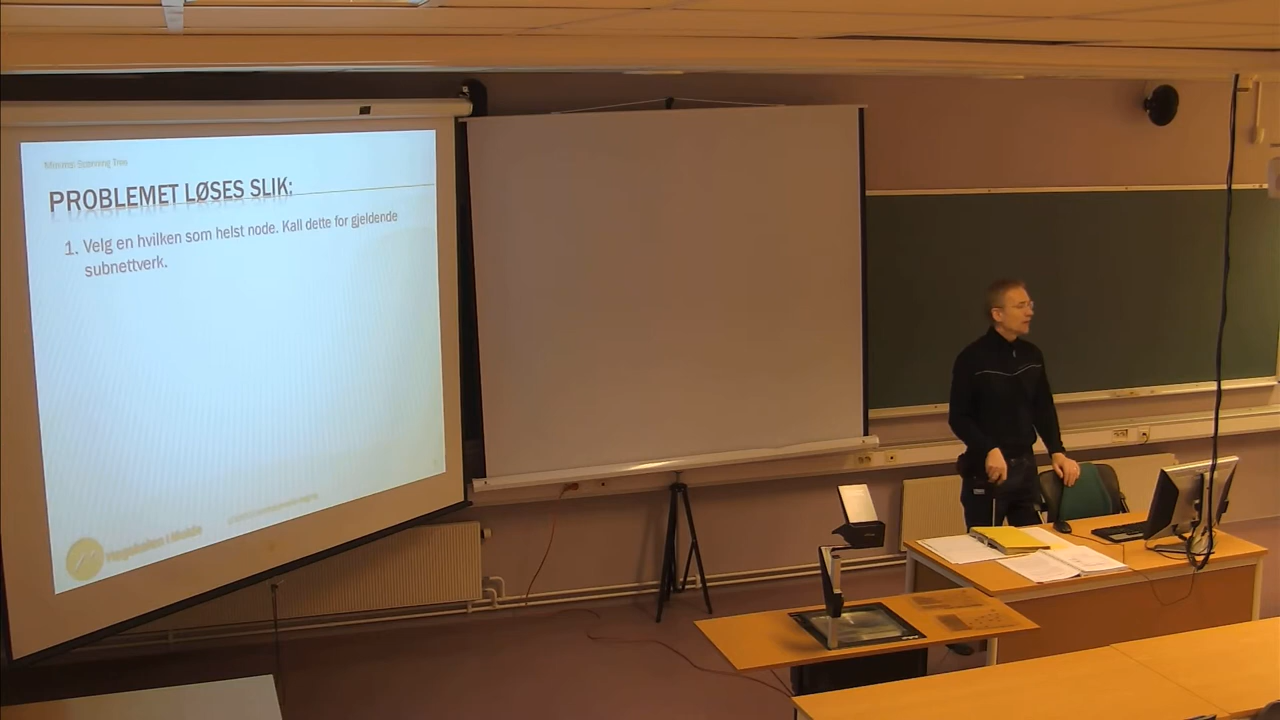 Minimal Spanning Tree
PROBLEMET LØSES SLIK:
1. Velg en hvilken som helst node. Kall dette for gjeldende
subnettverk.
Høgskolen i Molde